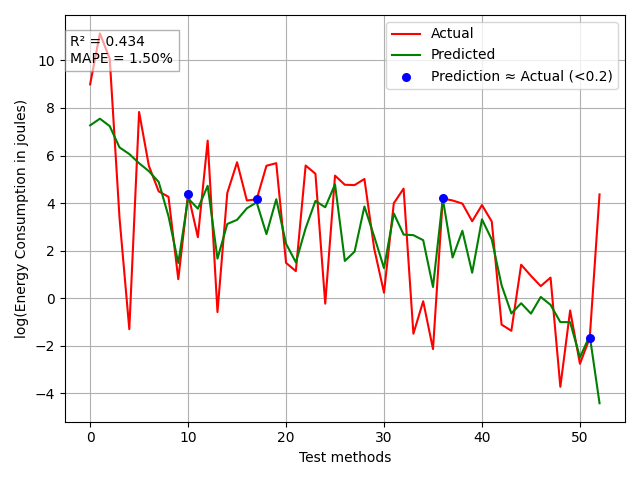 R² = 0.434
MAPE = 1.50%
Actual
Predicted
Prediction ≈ Actual (<0.2)
log(Energy Consumption in joules)
10
8
6
4
2
0
−2
−4
0
10
20
30
40
50
Test methods